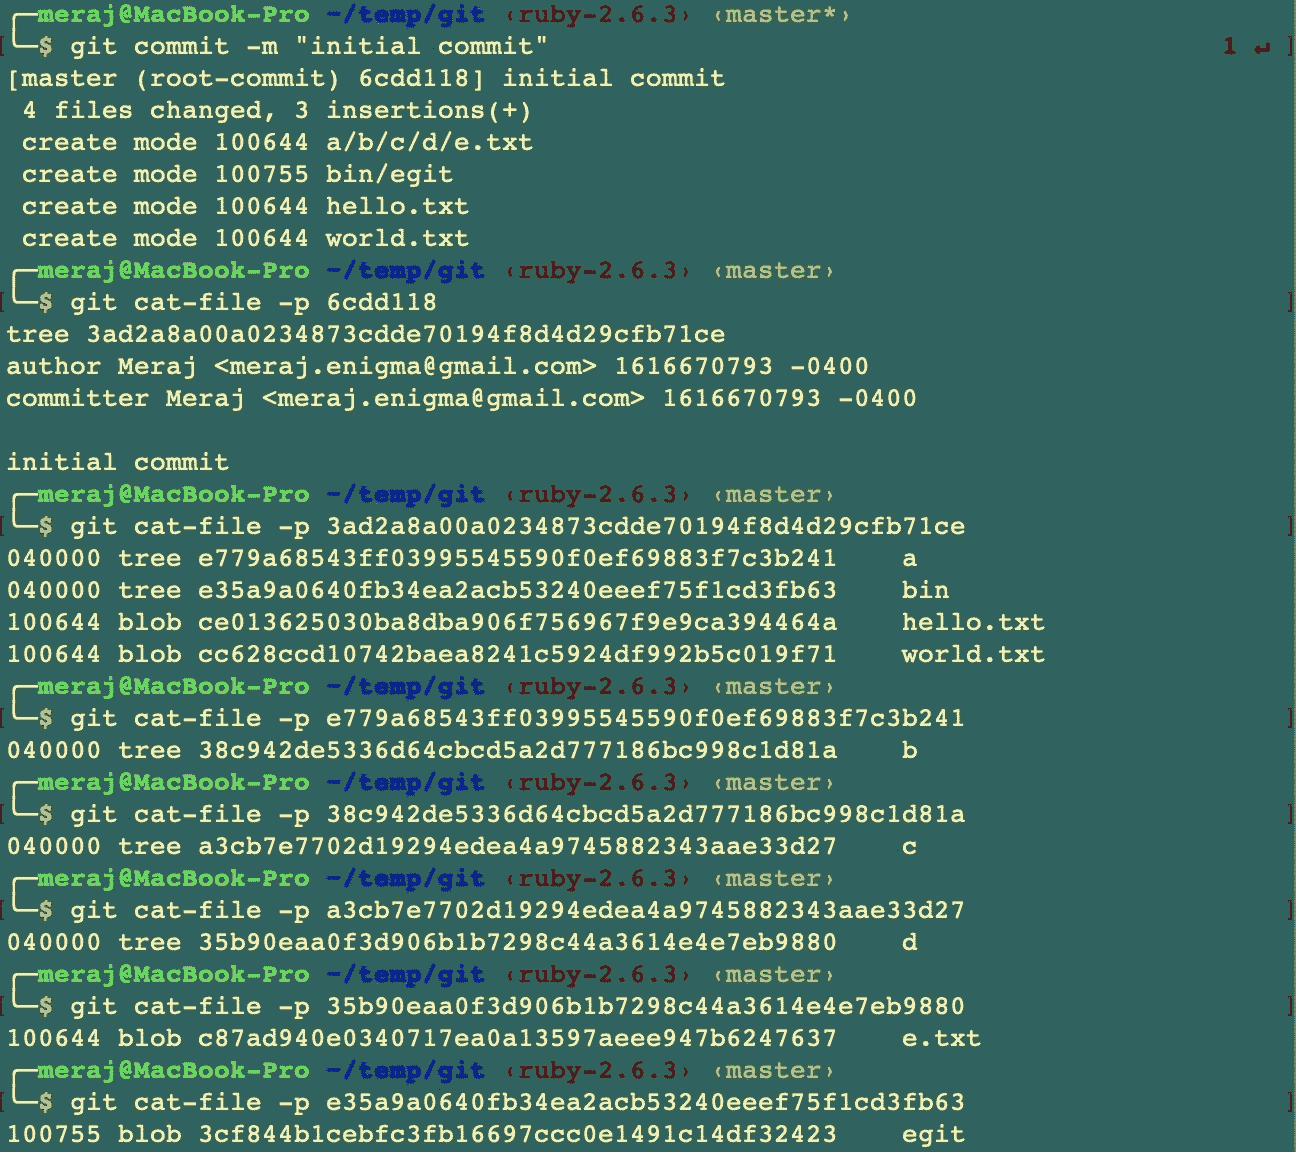 ╭─meraj@MacBook-Pro ~/temp/git ‹ruby-2.6.3› ‹master*›
[╰─$ git commit -m "initial commit" 1 ↵ ]
[master (root-commit) 6cdd118] initial commit
 4 files changed, 3 insertions(+)
 create mode 100644 a/b/c/d/e.txt
 create mode 100755 bin/egit
 create mode 100644 hello.txt
 create mode 100644 world.txt
╭─meraj@MacBook-Pro ~/temp/git ‹ruby-2.6.3› ‹master›
[╰─$ git cat-file -p 6cdd118 ]
tree 3ad2a8a00a0234873cdde70194f8d4d29cfb71ce
author Meraj <meraj.enigma@gmail.com> 1616670793 -0400
committer Meraj <meraj.enigma@gmail.com> 1616670793 -0400

initial commit
╭─meraj@MacBook-Pro ~/temp/git ‹ruby-2.6.3› ‹master›
[╰─$ git cat-file -p 3ad2a8a00a0234873cdde70194f8d4d29cfb71ce ]
040000 tree e779a68543ff03995545590f0ef69883f7c3b241 a
040000 tree e35a9a0640fb34ea2acb53240eeef75f1cd3fb63 bin
100644 blob ce013625030ba8dba906f756967f9e9ca394464a hello.txt
100644 blob cc628ccd10742baea8241c5924df992b5c019f71 world.txt
╭─meraj@MacBook-Pro ~/temp/git ‹ruby-2.6.3› ‹master›
[╰─$ git cat-file -p e779a68543ff03995545590f0ef69883f7c3b241 ]
040000 tree 38c942de5336d64cbcd5a2d777186bc998c1d81a b
╭─meraj@MacBook-Pro ~/temp/git ‹ruby-2.6.3› ‹master›
[╰─$ git cat-file -p 38c942de5336d64cbcd5a2d777186bc998c1d81a ]
040000 tree a3cb7e7702d19294edea4a9745882343aae33d27 c
╭─meraj@MacBook-Pro ~/temp/git ‹ruby-2.6.3› ‹master›
[╰─$ git cat-file -p a3cb7e7702d19294edea4a9745882343aae33d27 ]
040000 tree 35b90eaa0f3d906b1b7298c44a3614e4e7eb9880 d
╭─meraj@MacBook-Pro ~/temp/git ‹ruby-2.6.3› ‹master›
[╰─$ git cat-file -p 35b90eaa0f3d906b1b7298c44a3614e4e7eb9880 ]
100644 blob c87ad940e0340717ea0a13597aeee947b6247637 e.txt
╭─meraj@MacBook-Pro ~/temp/git ‹ruby-2.6.3› ‹master›
[╰─$ git cat-file -p e35a9a0640fb34ea2acb53240eeef75f1cd3fb63 ]
100755 blob 3cf844b1cebfc3fb16697ccc0e1491c14df32423 egit